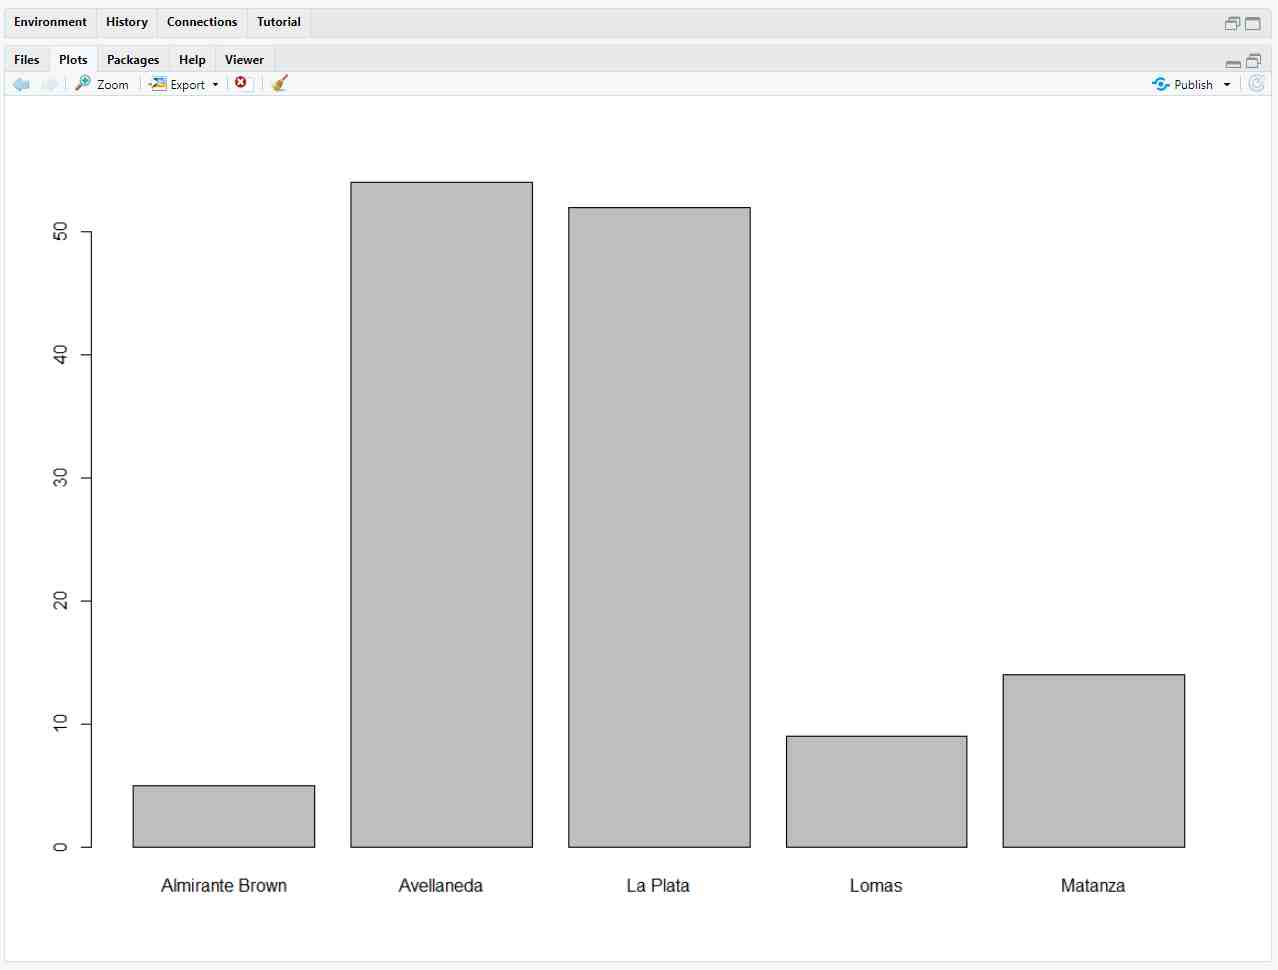 Environment History Connections Tutorial
Files Plots Packages Help Viewer
Zoom Export Publish
50
40
30
20
10
0
Almirante Brown Avellaneda La Plata Lomas Matanza